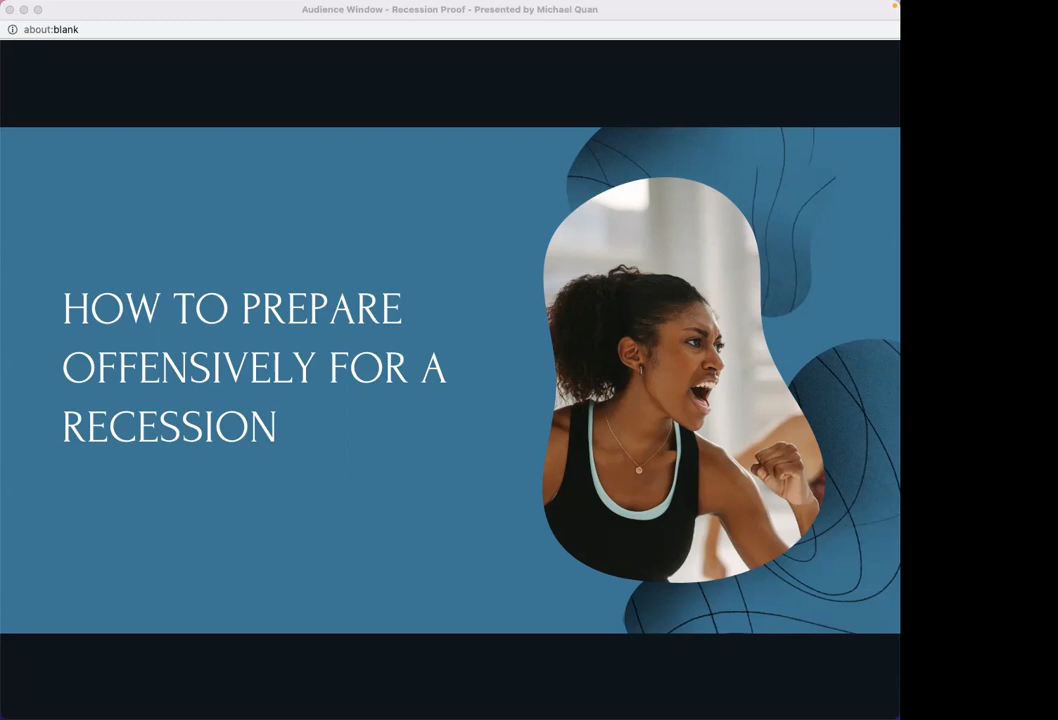 Audience Window - Recession Proof - Presented by Michael Quan
about:blank
HOW TO PREPARE
OFFENSIVELY FOR A
RECESSION